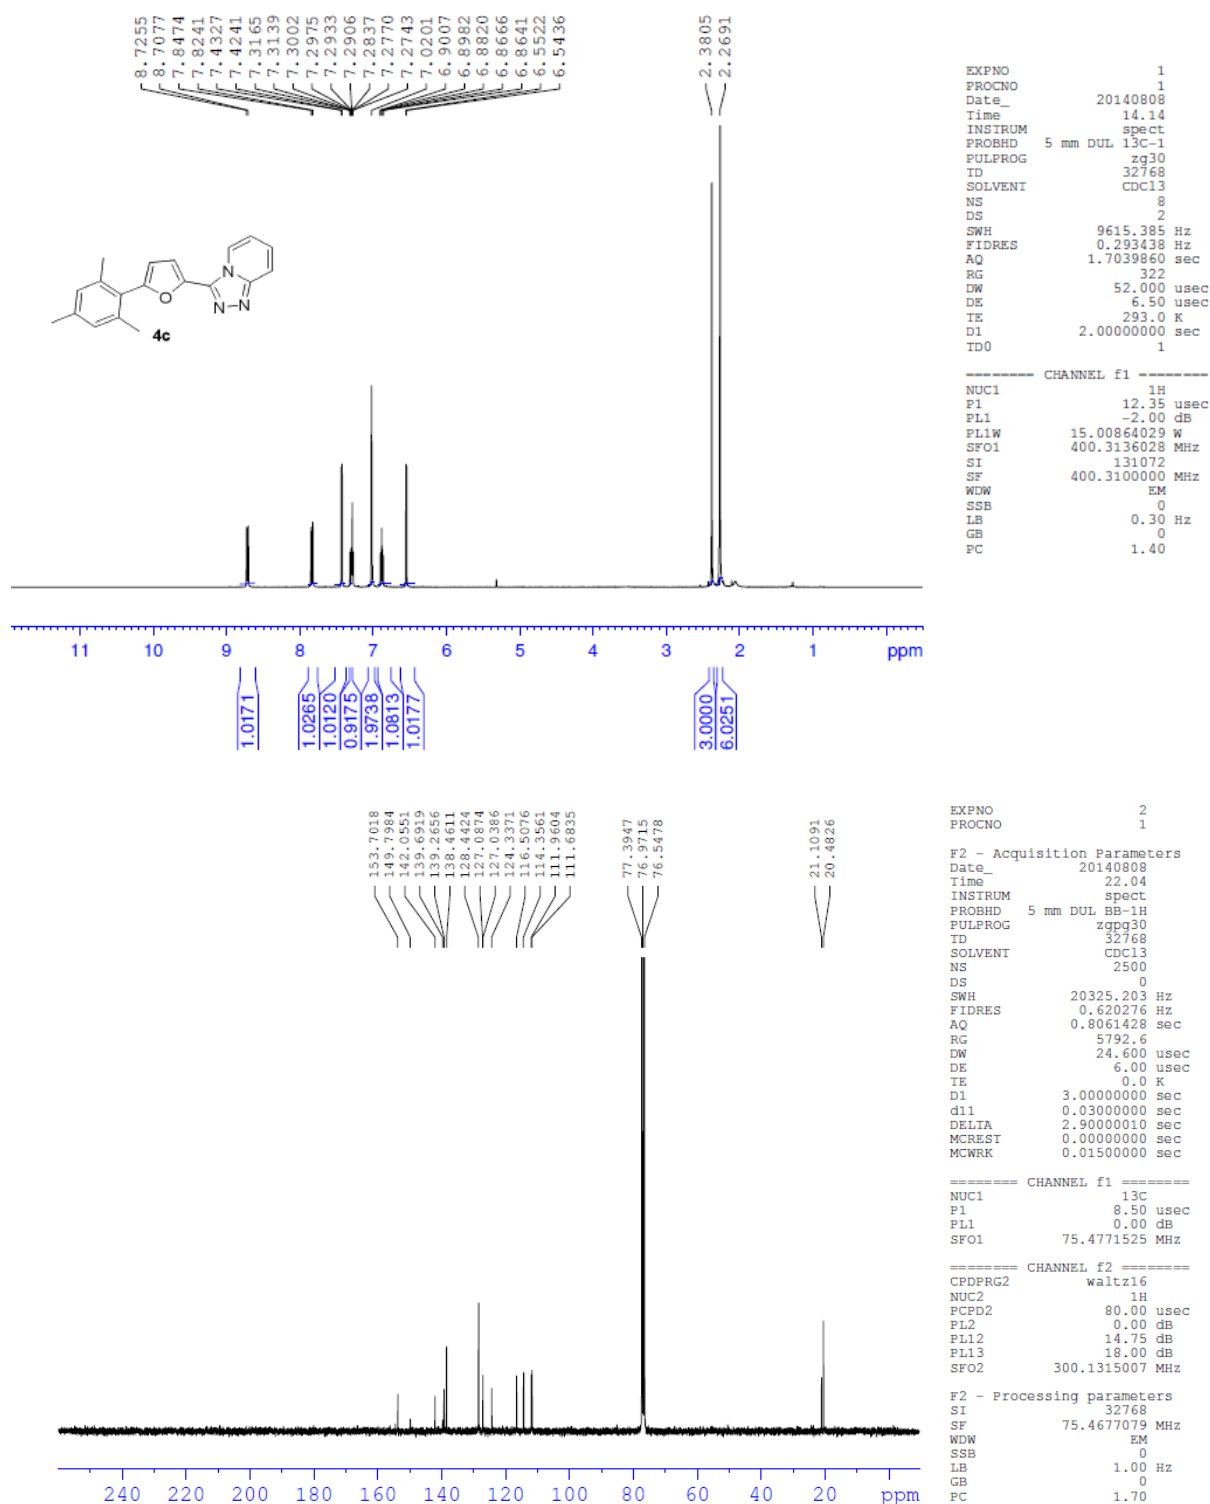 8.7255
8.7077
7.8474
7.8241
7.4327
7.4241
7.3165
7.3139
7.3002
7.2975
7.2933
7.2906
7.2837
7.2770
7.2743
7.0201
6.9007
6.8982
6.8820
6.8666
6.8641
6.5522
6.5436
2.3805
2.2691
N
O
N
N
4c
11 10 9 8 7 6 5 4 3 2 1 ppm
1.0171
1.0265
1.0120
0.9175
1.9738
1.0813
1.0177
3.0000
6.0251
EXPNO 1
PROCNO 1
Date_ 20140808
Time 14.14
INSTRUM spect
PROBHD 5 mm DUL 13C-1
PULPROG zg30
TD 32768
SOLVENT CDCl3
NS 8
DS 2
SWH 9615.385 Hz
FIDRES 0.293438 Hz
AQ 1.7039860 sec
RG 322
DW 52.000 usec
DE 6.50 usec
TE 293.0 K
D1 2.00000000 sec
TD0 1
======== CHANNEL f1 ========
NUC1 1H
P1 12.35 usec
PL1 -2.00 dB
PL1W 15.00864029 W
SFO1 400.3136028 MHz
SI 131072
SF 400.3100000 MHz
WDW EM
SSB 0
LB 0.30 Hz
GB 0
PC 1.40
153.7018
149.7984
142.0551
139.6919
139.2656
138.4611
128.4424
127.0874
127.0386
124.3371
116.5076
114.3561
111.9604
111.6835
77.3947
76.9715
76.5478
21.1091
20.4826
240 220 200 180 160 140 120 100 80 60 40 20 ppm
EXPNO 2
PROCNO 1
F2 - Acquisition Parameters
Date_ 20140808
Time 22.04
INSTRUM spect
PROBHD 5 mm DUL BB-1H
PULPROG zgpg30
TD 32768
SOLVENT CDCl3
NS 2500
DS 0
SWH 20325.203 Hz
FIDRES 0.620276 Hz
AQ 0.8061428 sec
RG 5792.6
DW 24.600 usec
DE 6.00 usec
TE 0.0 K
D1 3.00000000 sec
d11 0.03000000 sec
DELTA 2.90000010 sec
MCREST 0.00000000 sec
MCWRK 0.01500000 sec
======== CHANNEL f1 ========
NUC1 13C
P1 8.50 usec
PL1 0.00 dB
SFO1 75.4771525 MHz
======== CHANNEL f2 ========
CPDPRG2 waltz16
NUC2 1H
PCPD2 80.00 usec
PL2 0.00 dB
PL12 14.75 dB
PL13 18.00 dB
SFO2 300.1315007 MHz
F2 - Processing parameters
SI 32768
SF 75.4677079 MHz
WDW EM
SSB 0
LB 1.00 Hz
GB 0
PC 1.70